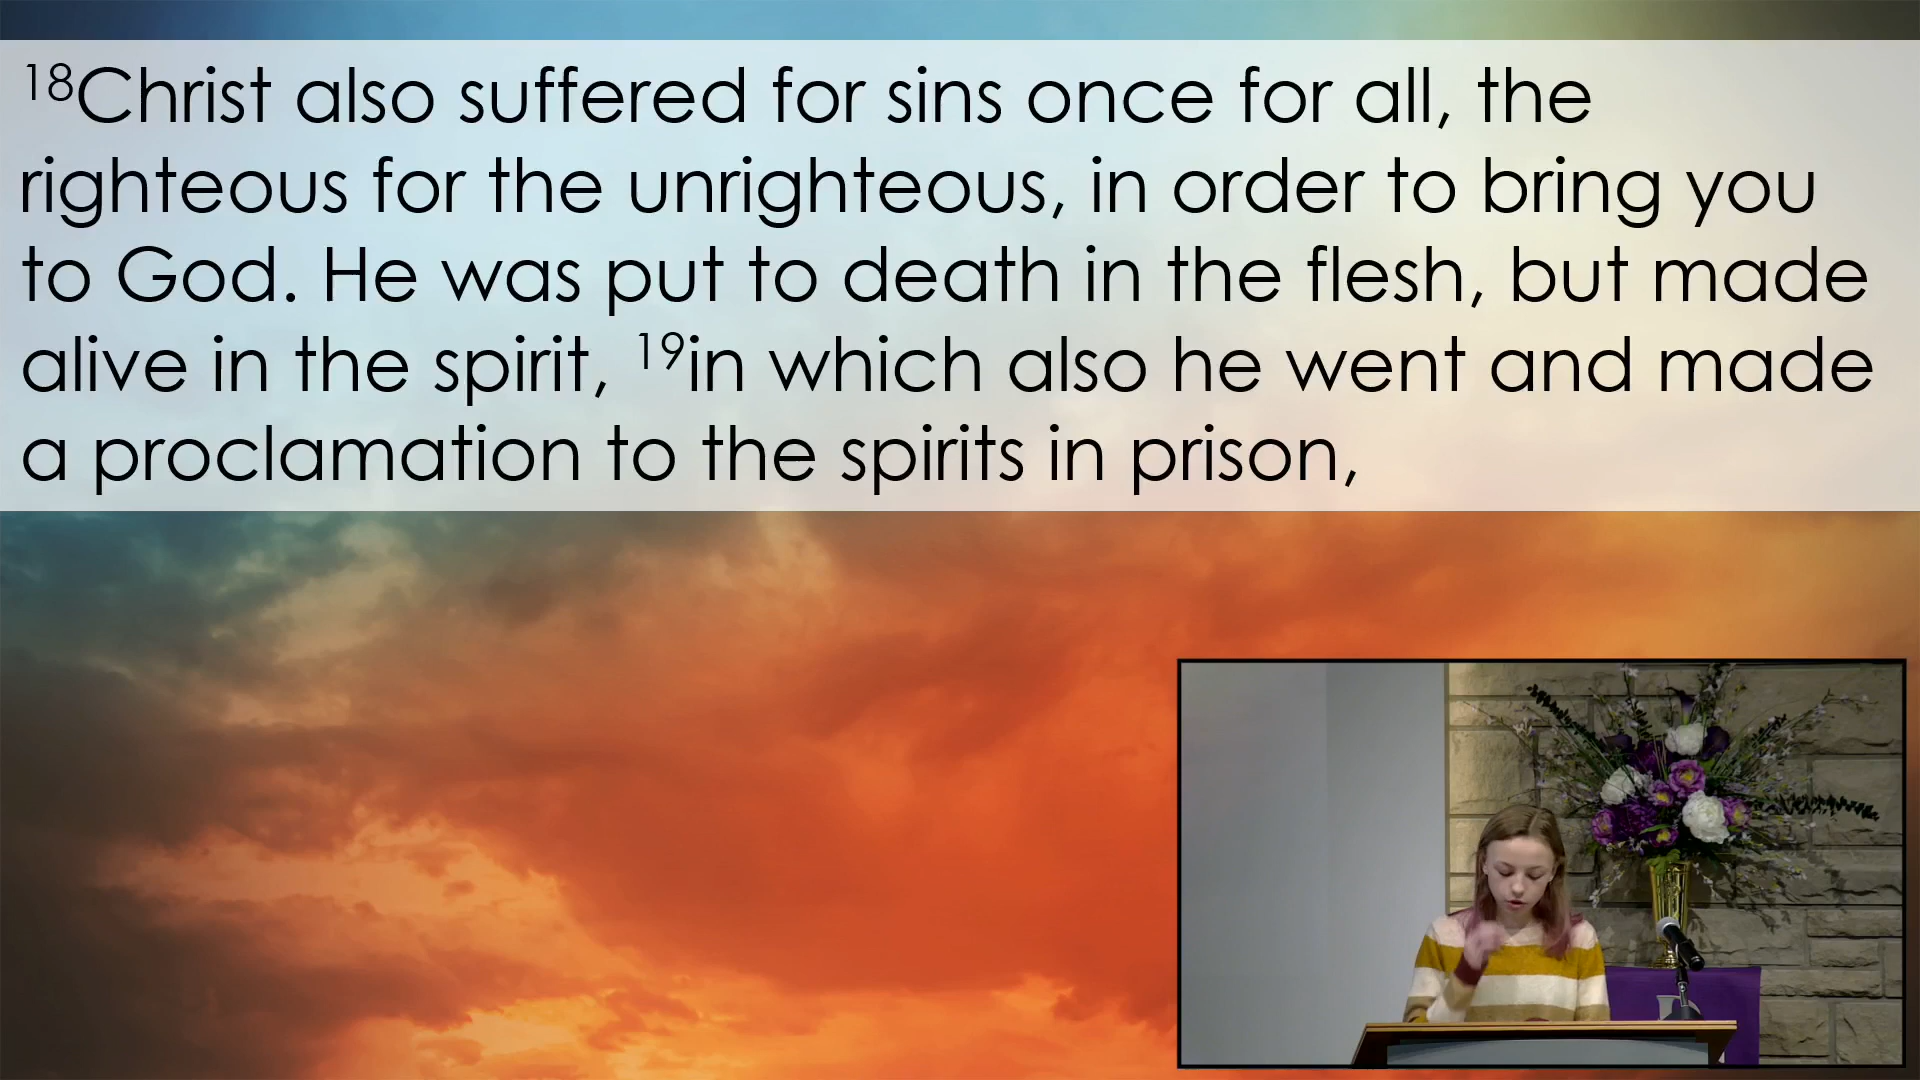 18Christ also suffered for sins once for all, the
righteous for the unrighteous, in order to bring you
to God. He was put to death in the flesh, but made
alive in the spirit, 19in which also he went and made
a proclamation to the spirits in prison,